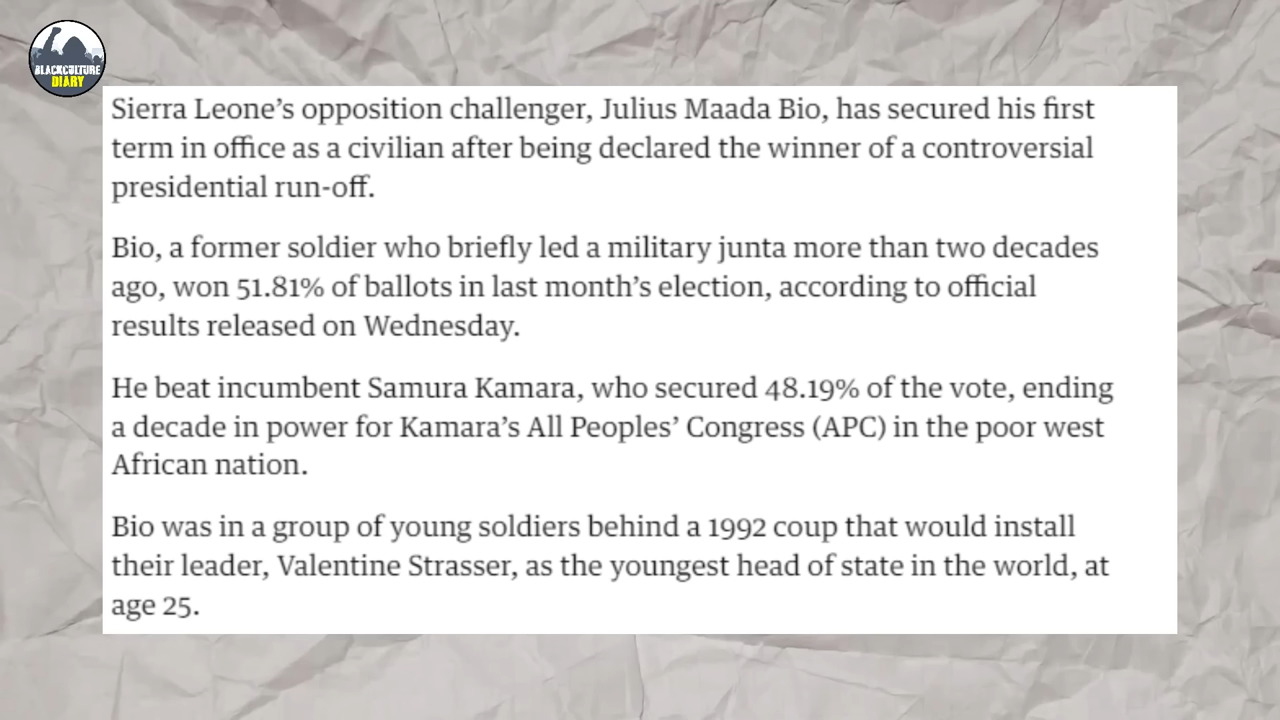 BLACKCULTURE
DIARY
Sierra Leone’s opposition challenger, Julius Maada Bio, has secured his first
term in office as a civilian after being declared the winner of a controversial
presidential run-off.
Bio, a former soldier who briefly led a military junta more than two decades
ago, won 51.81% of ballots in last month’s election, according to official
results released on Wednesday.
He beat incumbent Samura Kamara, who secured 48.19% of the vote, ending
a decade in power for Kamara’s All Peoples’ Congress (APC) in the poor west
African nation.
Bio was in a group of young soldiers behind a 1992 coup that would install
their leader, Valentine Strasser, as the youngest head of state in the world, at
age 25.